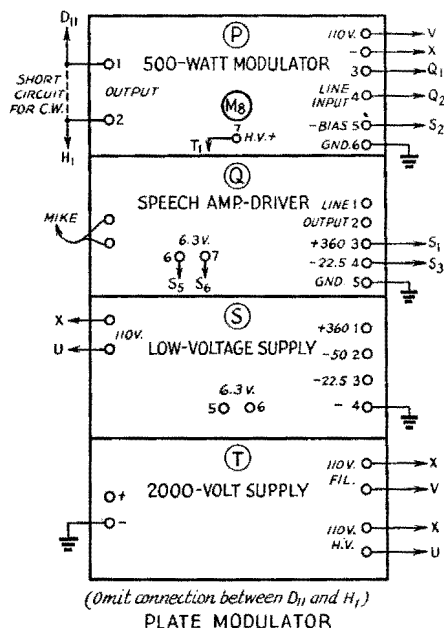 D11
P
110V. V
- X
1
500-WATT MODULATOR
3 Q1
SHORT
CIRCUIT
FOR C.W.
OUTPUT
M8
LINE
INPUT 4 Q2
2
7
T1 H.V.+
-BIAS 5 S2
H1
GND. 6
Q
MIKE
SPEECH AMP.-DRIVER
LINE 1
OUTPUT 2
6.3 V.
+360 3 S1
6 7
-22.5 4 S3
S5 S6
GND. 5
S
X
110V.
U
LOW-VOLTAGE SUPPLY
+360 1
-50 2
-22.5 3
6.3 V.
5 6
- 4
T
110V.
FIL.
X
V
+
2000-VOLT SUPPLY
-
110V.
H.V.
X
U
(Omit connection between D11 and H1)
PLATE MODULATOR